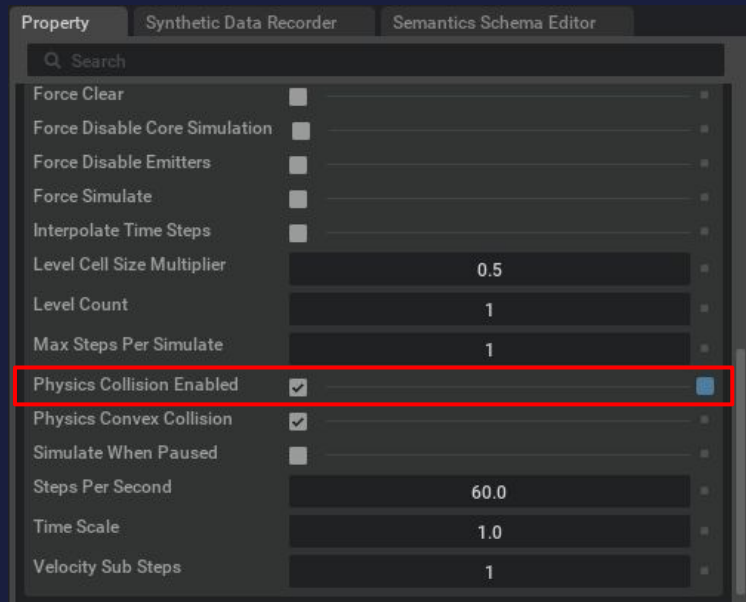 Property Synthetic Data Recorder Semantics Schema Editor
Search
Force Clear
Force Disable Core Simulation
Force Disable Emitters
Force Simulate
Interpolate Time Steps
Level Cell Size Multiplier 0.5
Level Count 1
Max Steps Per Simulate 1
Physics Collision Enabled
Physics Convex Collision
Simulate When Paused
Steps Per Second 60.0
Time Scale 1.0
Velocity Sub Steps 1